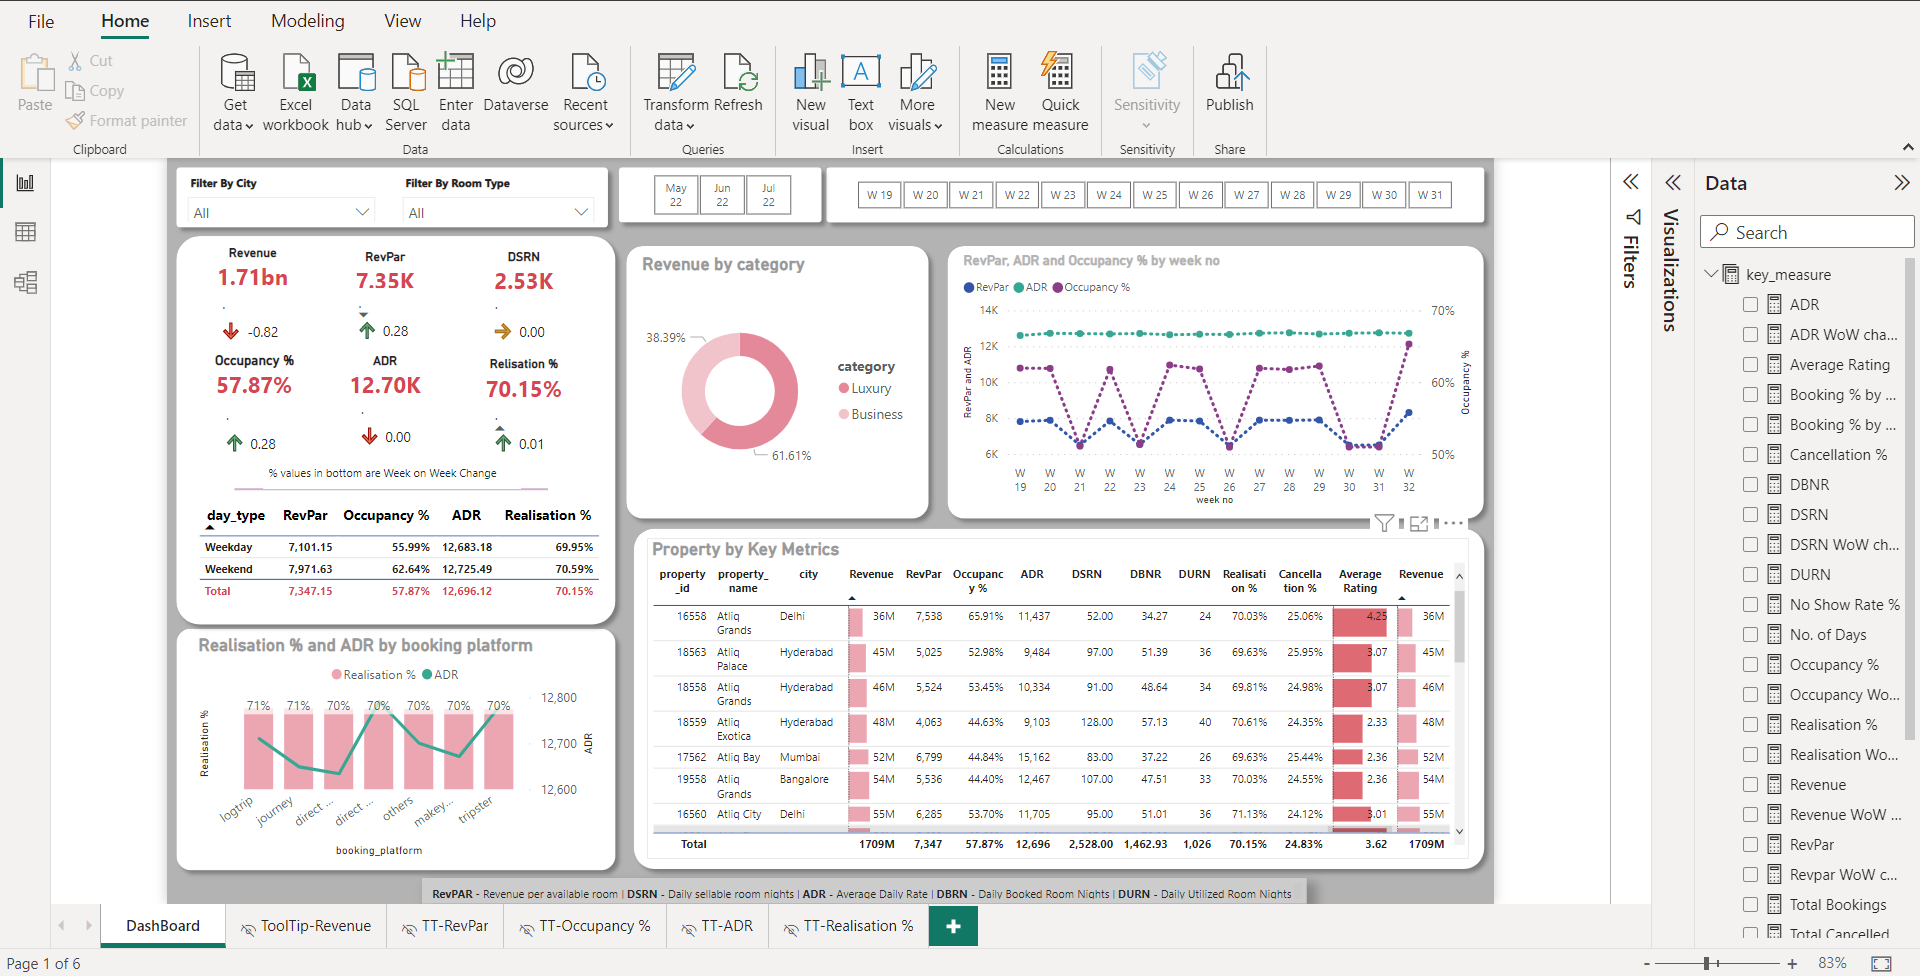 File Home Insert Modeling View Help
Paste Cut Copy Format painter
Clipboard
Get data Excel workbook Data hub SQL Server Enter data Dataverse Recent sources
Data
Transform data Refresh
Queries
New visual Text box More visuals
Insert
New measure Quick measure
Calculations
Sensitivity
Sensitivity
Publish
Share
Filter By City
All
Filter By Room Type
All
May 22
Jun 22
Jul 22
W 19 W 20 W 21 W 22 W 23 W 24 W 25 W 26 W 27 W 28 W 29 W 30 W 31
Revenue
1.71bn
-0.82
RevPar
7.35K
0.28
DSRN
2.53K
0.00
Occupancy %
57.87%
0.28
ADR
12.70K
0.00
Relisation %
70.15%
0.01
% values in bottom are Week on Week Change
day_type RevPar Occupancy % ADR Realisation %
Weekday 7,101.15 55.99% 12,683.18 69.95%
Weekend 7,971.63 62.64% 12,725.49 70.59%
Total 7,347.15 57.87% 12,696.12 70.15%
Revenue by category
38.39%
61.61%
category
Luxury
Business
RevPar, ADR and Occupancy % by week no
RevPar ADR Occupancy %
RevPar and ADR
14K
12K
10K
8K
6K
70%
60%
50%
Occupancy %
W 19 W 20 W 21 W 22 W 23 W 24 W 25 W 26 W 27 W 28 W 29 W 30 W 31 W 32
week no
Realisation % and ADR by booking platform
Realisation % ADR
Realisation %
71% 71% 70% 70% 70% 70% 70%
12,800
12,700
12,600
ADR
logtrip journey direct ... direct ... others makey... tripster
booking_platform
Property by Key Metrics
property_id property_name city Revenue RevPar Occupancy % ADR DSRN DBNR DURN Realisation % Cancellation % Average Rating Revenue
16558 Atliq Grands Delhi 36M 7,538 65.91% 11,437 52.00 34.27 24 70.03% 25.06% 4.25 36M
18563 Atliq Palace Hyderabad 45M 5,025 52.98% 9,484 97.00 51.39 36 69.63% 25.95% 3.07 45M
18558 Atliq Grands Hyderabad 46M 5,524 53.45% 10,334 91.00 48.64 34 69.81% 24.98% 3.07 46M
18559 Atliq Exotica Hyderabad 48M 4,063 44.63% 9,103 128.00 57.13 40 70.61% 24.35% 2.33 48M
17562 Atliq Bay Mumbai 52M 6,799 44.84% 15,162 83.00 37.22 26 69.63% 25.44% 2.36 52M
19558 Atliq Grands Bangalore 54M 5,536 44.40% 12,467 107.00 47.51 33 70.03% 24.55% 2.36 54M
16560 Atliq City Delhi 55M 6,285 53.70% 11,705 95.00 51.01 36 71.13% 24.12% 3.01 55M
Total 1709M 7,347 57.87% 12,696 2,528.00 1,462.93 1,026 70.15% 24.83% 3.62 1709M
RevPAR - Revenue per available room | DSRN - Daily sellable room nights | ADR - Average Daily Rate | DBRN - Daily Booked Room Nights | DURN - Daily Utilized Room Nights
Filters
Visualizations
Data
Search
key_measure
ADR
ADR WoW cha...
Average Rating
Booking % by ...
Booking % by ...
Cancellation %
DBNR
DSRN
DSRN WoW ch...
DURN
No Show Rate %
No. of Days
Occupancy %
Occupancy Wo...
Realisation %
Realisation Wo...
Revenue
Revenue WoW ...
RevPar
Revpar WoW c...
Total Bookings
Total Cancelled
DashBoard ToolTip-Revenue TT-RevPar TT-Occupancy % TT-ADR TT-Realisation % +
Page 1 of 6
- + 83%